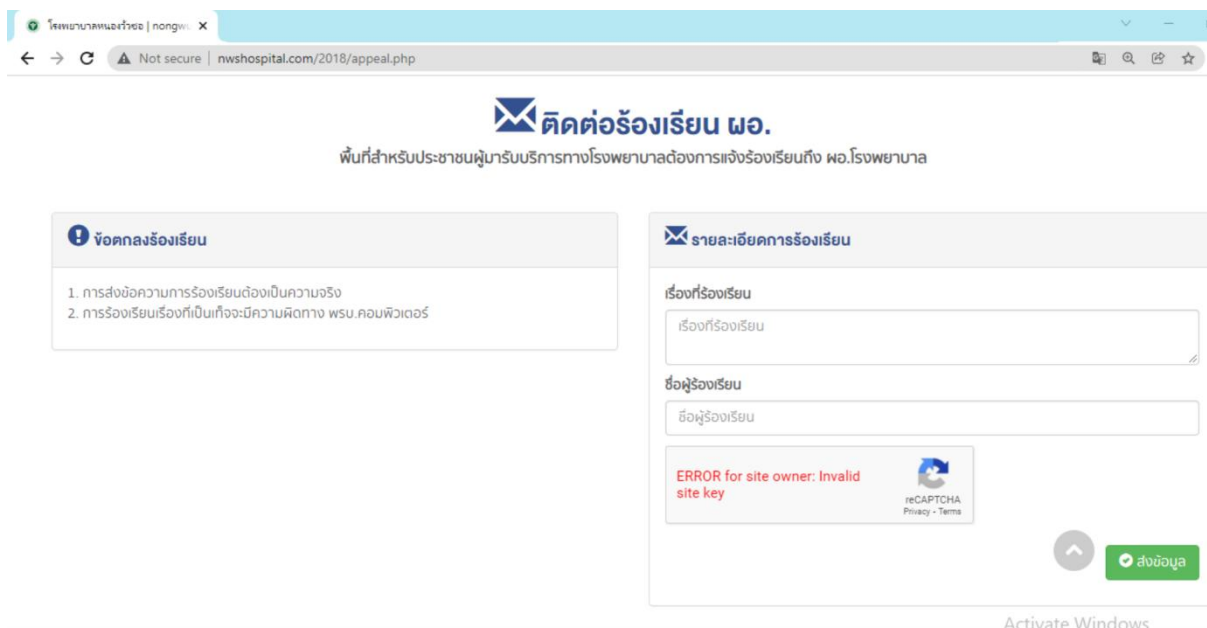 โรงพยาบาลหนองวัวซอ | nongw
Not secure | nwshospital.com/2018/appeal.php
ติดต่อร้องเรียน ผอ.
พื้นที่สำหรับประชาชนผู้มารับบริการทางโรงพยาบาลต้องการแจ้งร้องเรียนถึง ผอ.โรงพยาบาล
ข้อตกลงร้องเรียน
1. การส่งข้อความการร้องเรียนต้องเป็นความจริง
2. การร้องเรียนเรื่องที่เป็นเท็จจะมีความผิดทาง พรบ.คอมพิวเตอร์
รายละเอียดการร้องเรียน
เรื่องที่ร้องเรียน
เรื่องที่ร้องเรียน
ชื่อผู้ร้องเรียน
ชื่อผู้ร้องเรียน
ERROR for site owner: Invalid
site key
reCAPTCHA
Privacy - Terms
ส่งข้อมูล
Activate Windows